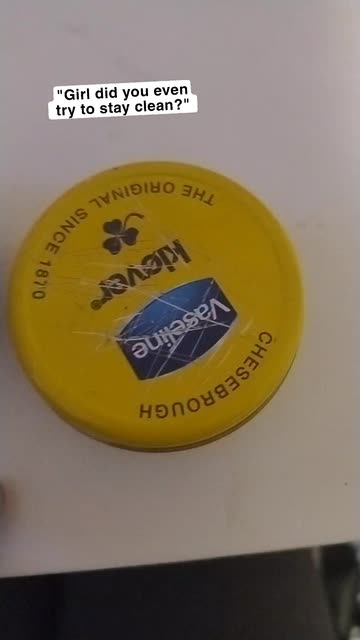 "Girl did you even
try to stay clean?"
THE ORIGINAL SINCE 1870
klever
Vaseline
CHESEBROUGH